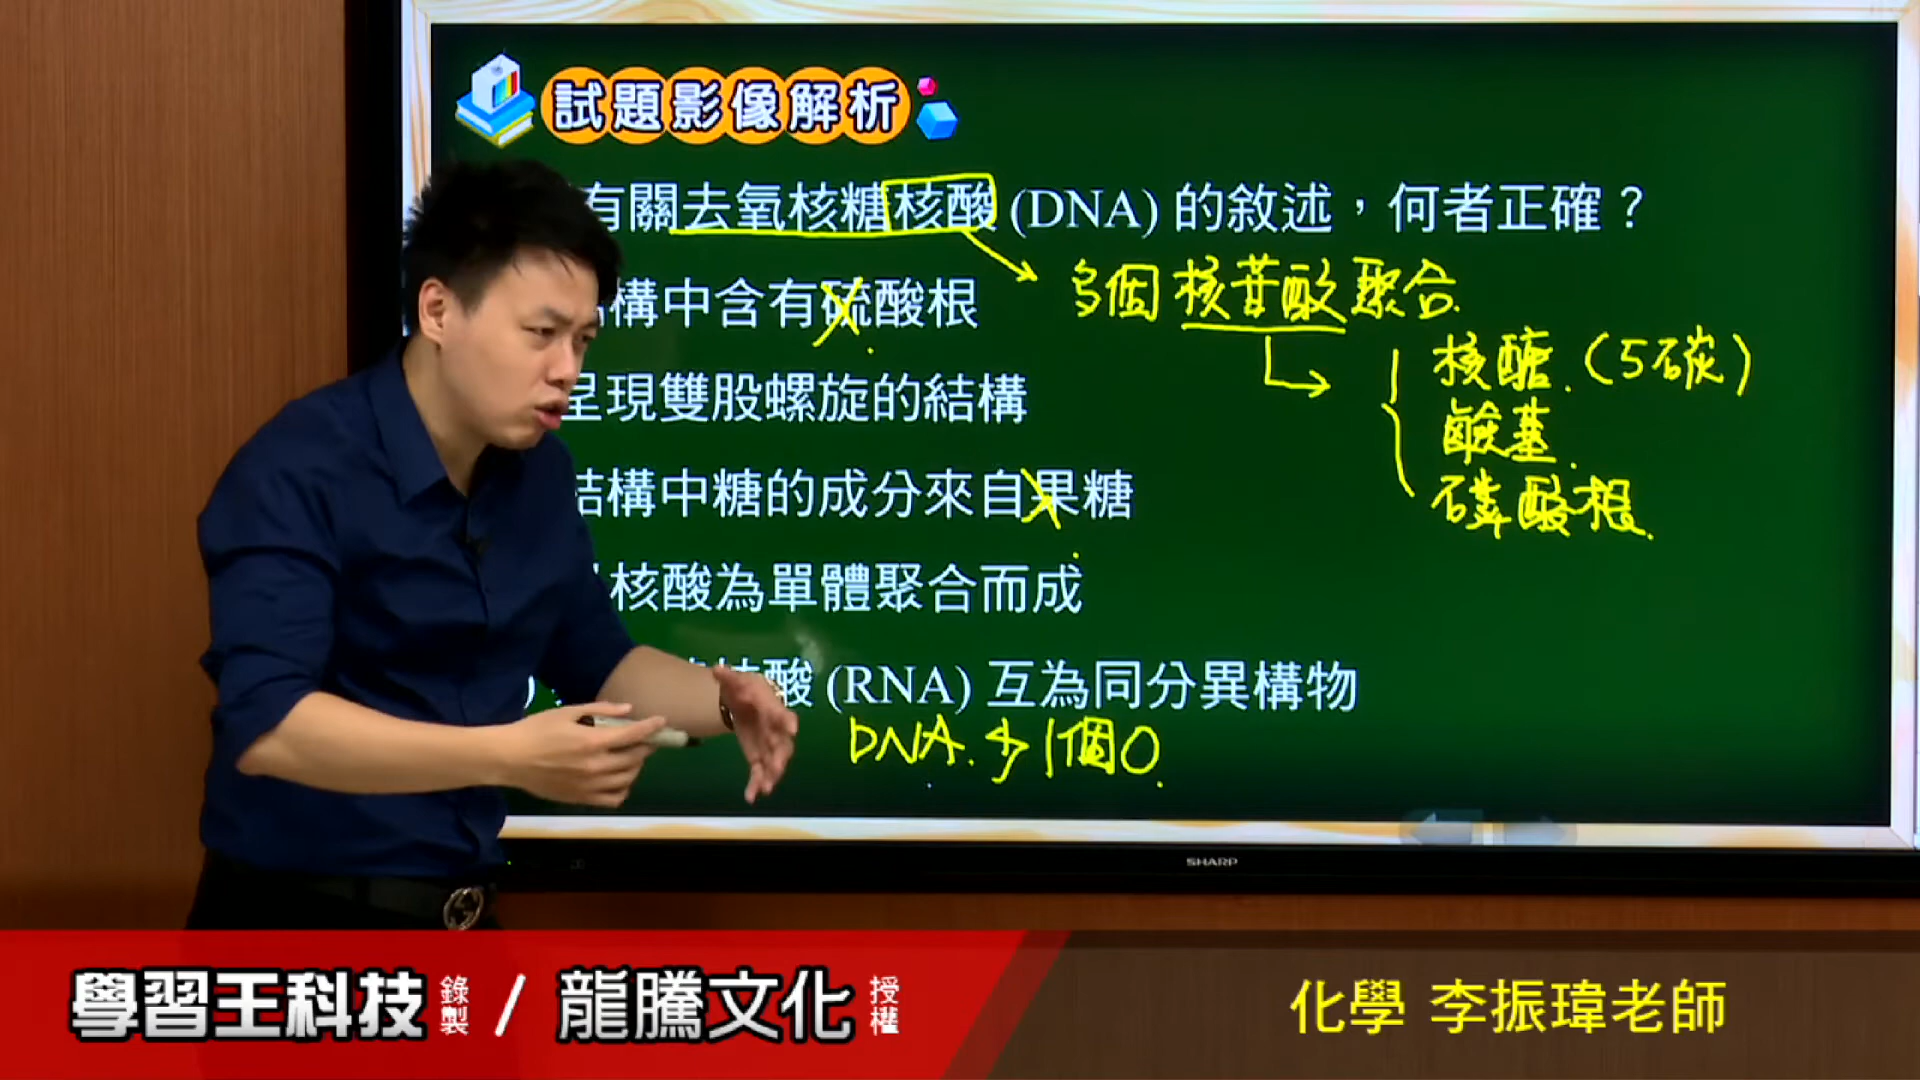 試題影像解析
有關去氧核糖核酸 (DNA) 的敘述，何者正確？
多個核苷酸聚合
構中含有硫酸根
核醣 (5碳)
呈現雙股螺旋的結構
鹼基
結構中糖的成分來自果糖
磷酸根
核酸為單體聚合而成
核酸 (RNA) 互為同分異構物
DNA 少1個O
SHARP
學習王科技 錄製 / 龍騰文化 授權
化學 李振瑋老師